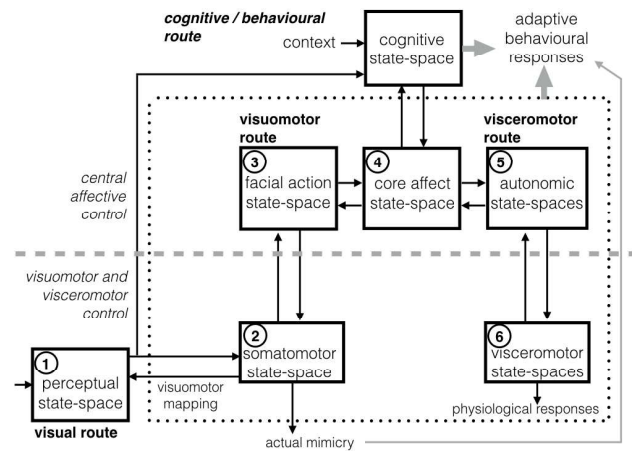 cognitive / behavioural
route
context
cognitive
state-space
adaptive
behavioural
responses
visuomotor
route
visceromotor
route
3
facial action
state-space
4
core affect
state-space
5
autonomic
state-spaces
central
affective
control
visuomotor and
visceromotor
control
1
perceptual
state-space
visual route
visuomotor
mapping
2
somatomotor
state-space
6
visceromotor
state-spaces
physiological responses
actual mimicry